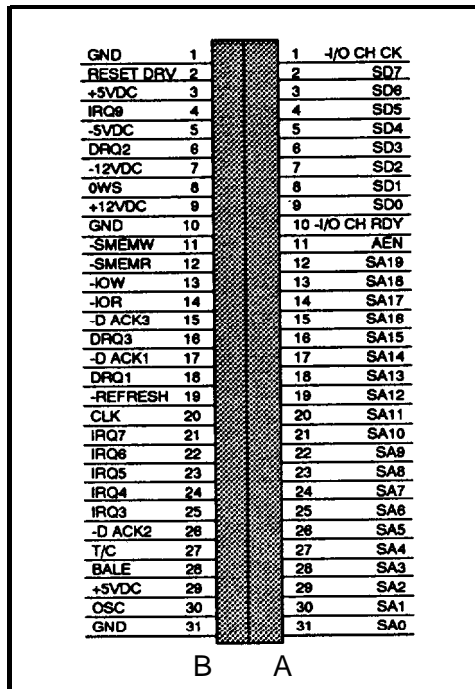 GND 1 1 -I/O CH CK
RESET DRV 2 2 SD7
+5VDC 3 3 SD6
IRQ9 4 4 SD5
-5VDC 5 5 SD4
DRQ2 6 6 SD3
-12VDC 7 7 SD2
0WS 8 8 SD1
+12VDC 9 9 SD0
GND 10 10 -I/O CH RDY
-SMEMW 11 11 AEN
-SMEMR 12 12 SA19
-IOW 13 13 SA18
-IOR 14 14 SA17
-D ACK3 15 15 SA16
DRQ3 16 16 SA15
-D ACK1 17 17 SA14
DRQ1 18 18 SA13
-REFRESH 19 19 SA12
CLK 20 20 SA11
IRQ7 21 21 SA10
IRQ6 22 22 SA9
IRQ5 23 23 SA8
IRQ4 24 24 SA7
IRQ3 25 25 SA6
-D ACK2 26 26 SA5
T/C 27 27 SA4
BALE 28 28 SA3
+5VDC 29 29 SA2
OSC 30 30 SA1
GND 31 31 SA0
B A